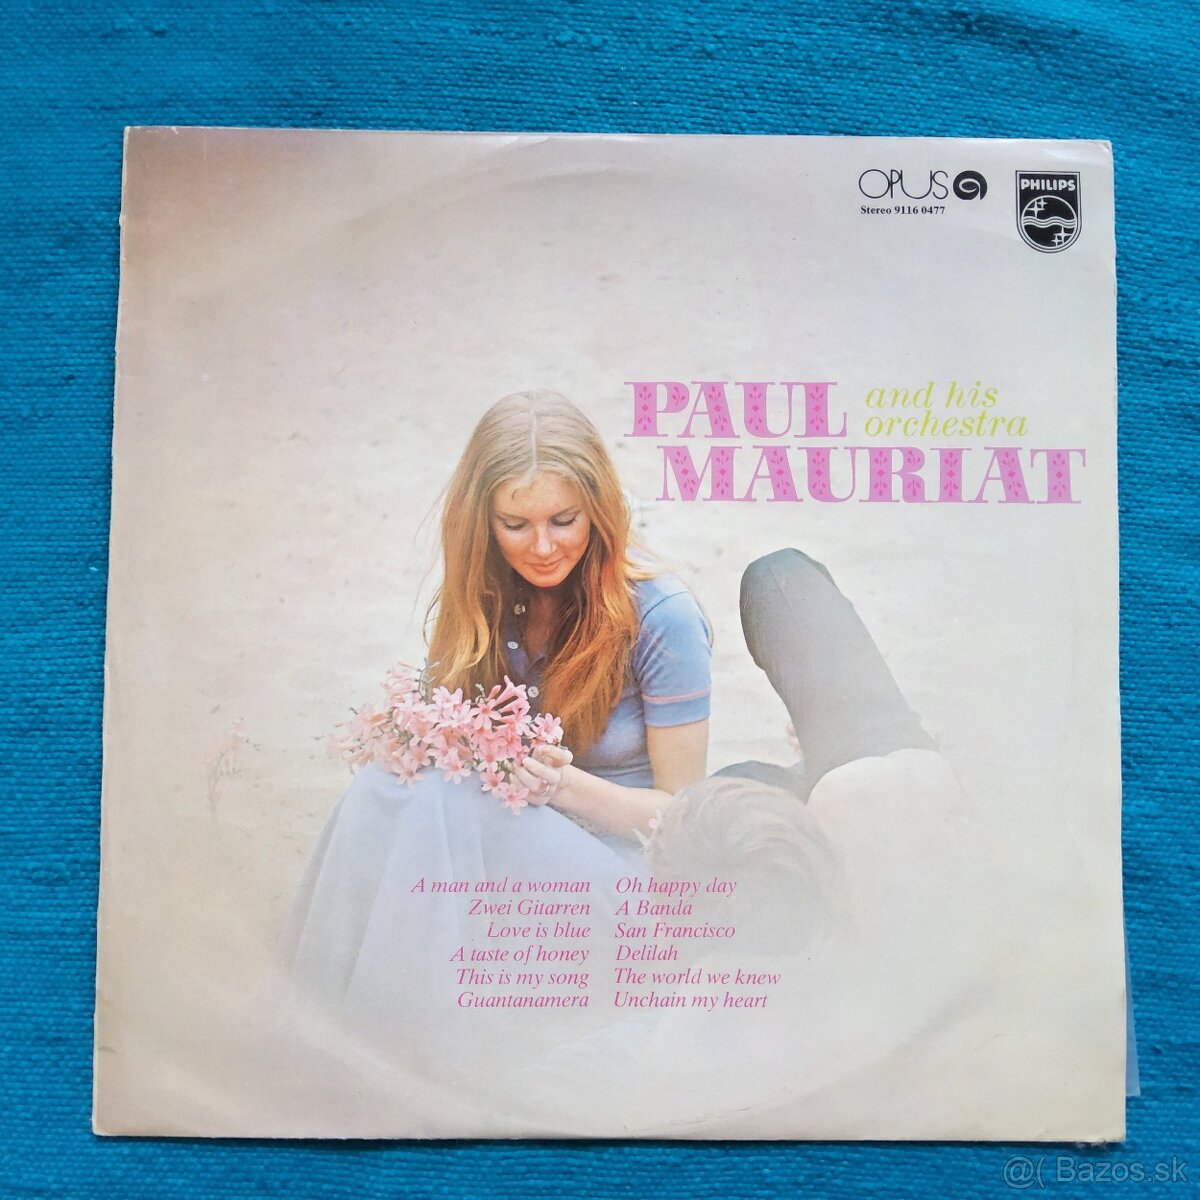 OPUS
Stereo 9116 0477
PHILIPS
PAUL and his
orchestra
MAURIAT
A man and a woman
Zwei Gitarren
Love is blue
A taste of honey
This is my song
Guantanamera
Oh happy day
A Banda
San Francisco
Delilah
The world we knew
Unchain my heart
@( Bazos.sk